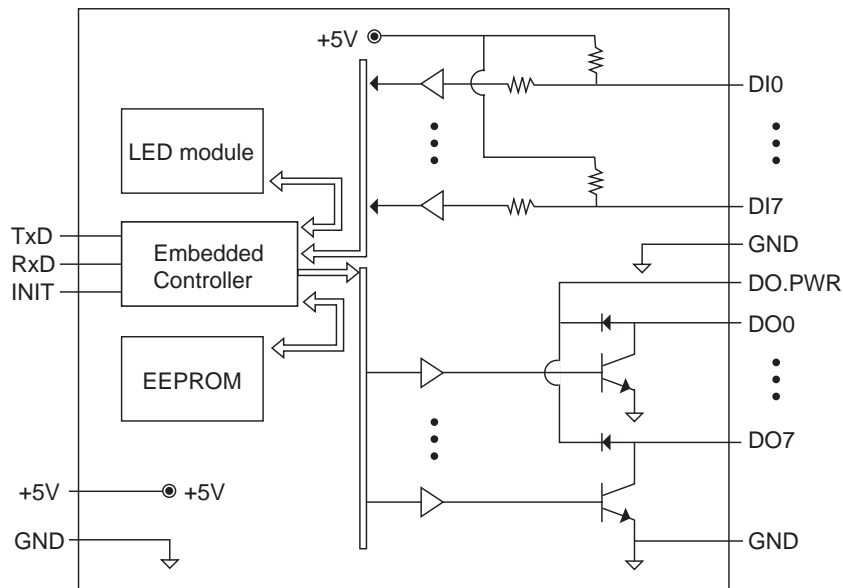 +5V
DI0
LED module
DI7
TxD
RxD
INIT
Embedded
Controller
GND
DO.PWR
DO0
EEPROM
DO7
+5V
+5V
GND
GND